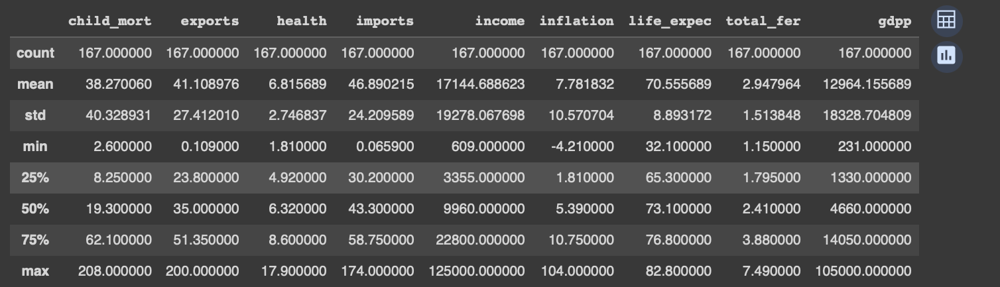 child_mort exports health imports income inflation life_expec total_fer gdpp
count 167.000000 167.000000 167.000000 167.000000 167.000000 167.000000 167.000000 167.000000 167.000000
mean 38.270060 41.108976 6.815689 46.890215 17144.688623 7.781832 70.555689 2.947964 12964.155689
std 40.328931 27.412010 2.746837 24.209589 19278.067698 10.570704 8.893172 1.513848 18328.704809
min 2.600000 0.109000 1.810000 0.065900 609.000000 -4.210000 32.100000 1.150000 231.000000
25% 8.250000 23.800000 4.920000 30.200000 3355.000000 1.810000 65.300000 1.795000 1330.000000
50% 19.300000 35.000000 6.320000 43.300000 9960.000000 5.390000 73.100000 2.410000 4660.000000
75% 62.100000 51.350000 8.600000 58.750000 22800.000000 10.750000 76.800000 3.880000 14050.000000
max 208.000000 200.000000 17.900000 174.000000 125000.000000 104.000000 82.800000 7.490000 105000.000000